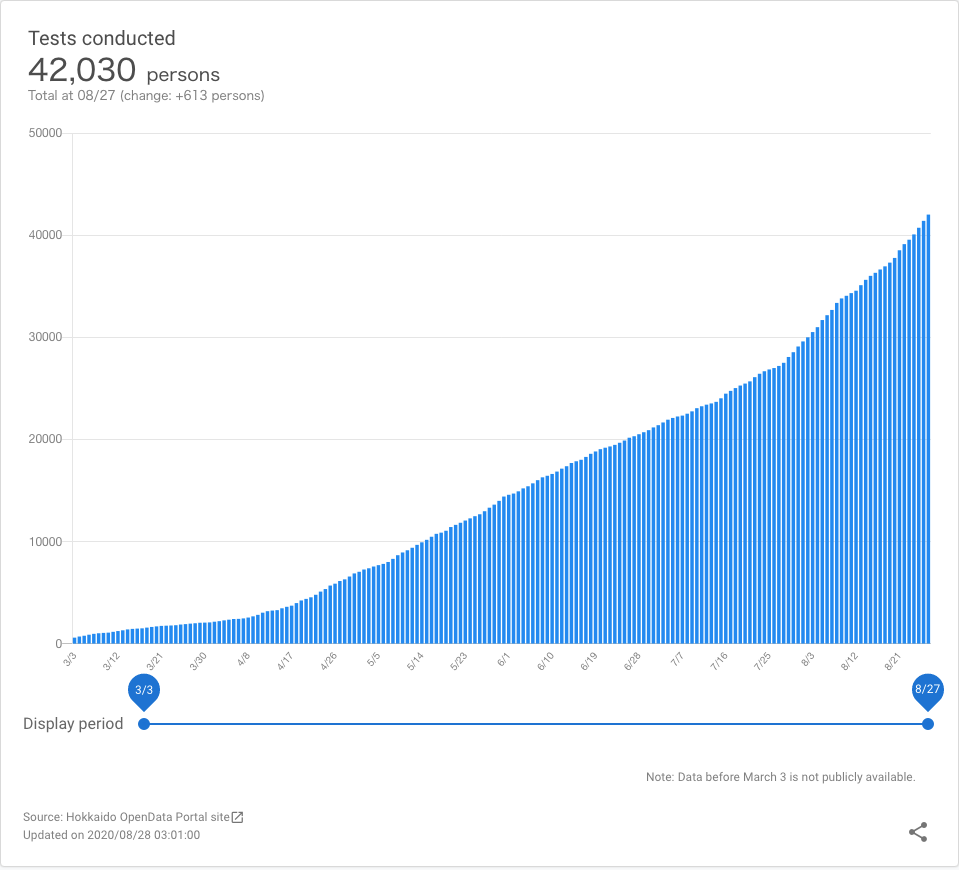 Tests conducted
42,030 persons
Total at 08/27 (change: +613 persons)
50000
40000
30000
20000
10000
0
3/3 3/12 3/21 3/30 4/8 4/17 4/26 5/5 5/14 5/23 6/1 6/10 6/19 6/28 7/7 7/16 7/25 8/3 8/12 8/21
3/3 8/27
Display period
Note: Data before March 3 is not publicly available.
Source: Hokkaido OpenData Portal site
Updated on 2020/08/28 03:01:00